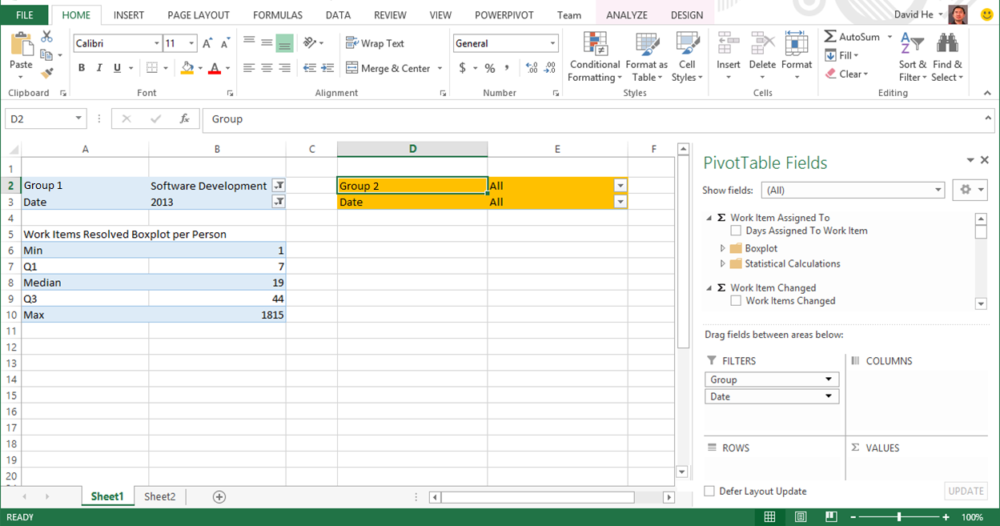 FILE HOME INSERT PAGE LAYOUT FORMULAS DATA REVIEW VIEW POWERPIVOT Team ANALYZE DESIGN David He
Calibri 11 Wrap Text General AutoSum
Paste Conditional Format as Cell Insert Delete Format Fill Sort & Find &
B I U Merge & Center $ % , Formatting Table Styles Clear Filter Select
Clipboard Font Alignment Number Styles Cells Editing
D2 fx Group
A B C D E F
1
2 Group 1 Software Development Group 2 All
3 Date 2013 Date All
4
5 Work Items Resolved Boxplot per Person
6 Min 1
7 Q1 7
8 Median 19
9 Q3 44
10 Max 1815
11
12
13
14
15
16
17
18
19
20
PivotTable Fields
Show fields: (All)
Σ Work Item Assigned To
Days Assigned To Work Item
Boxplot
Statistical Calculations
Σ Work Item Changed
Work Items Changed
Drag fields between areas below:
FILTERS COLUMNS
Group
Date
ROWS Σ VALUES
Defer Layout Update UPDATE
Sheet1 Sheet2
READY 100%